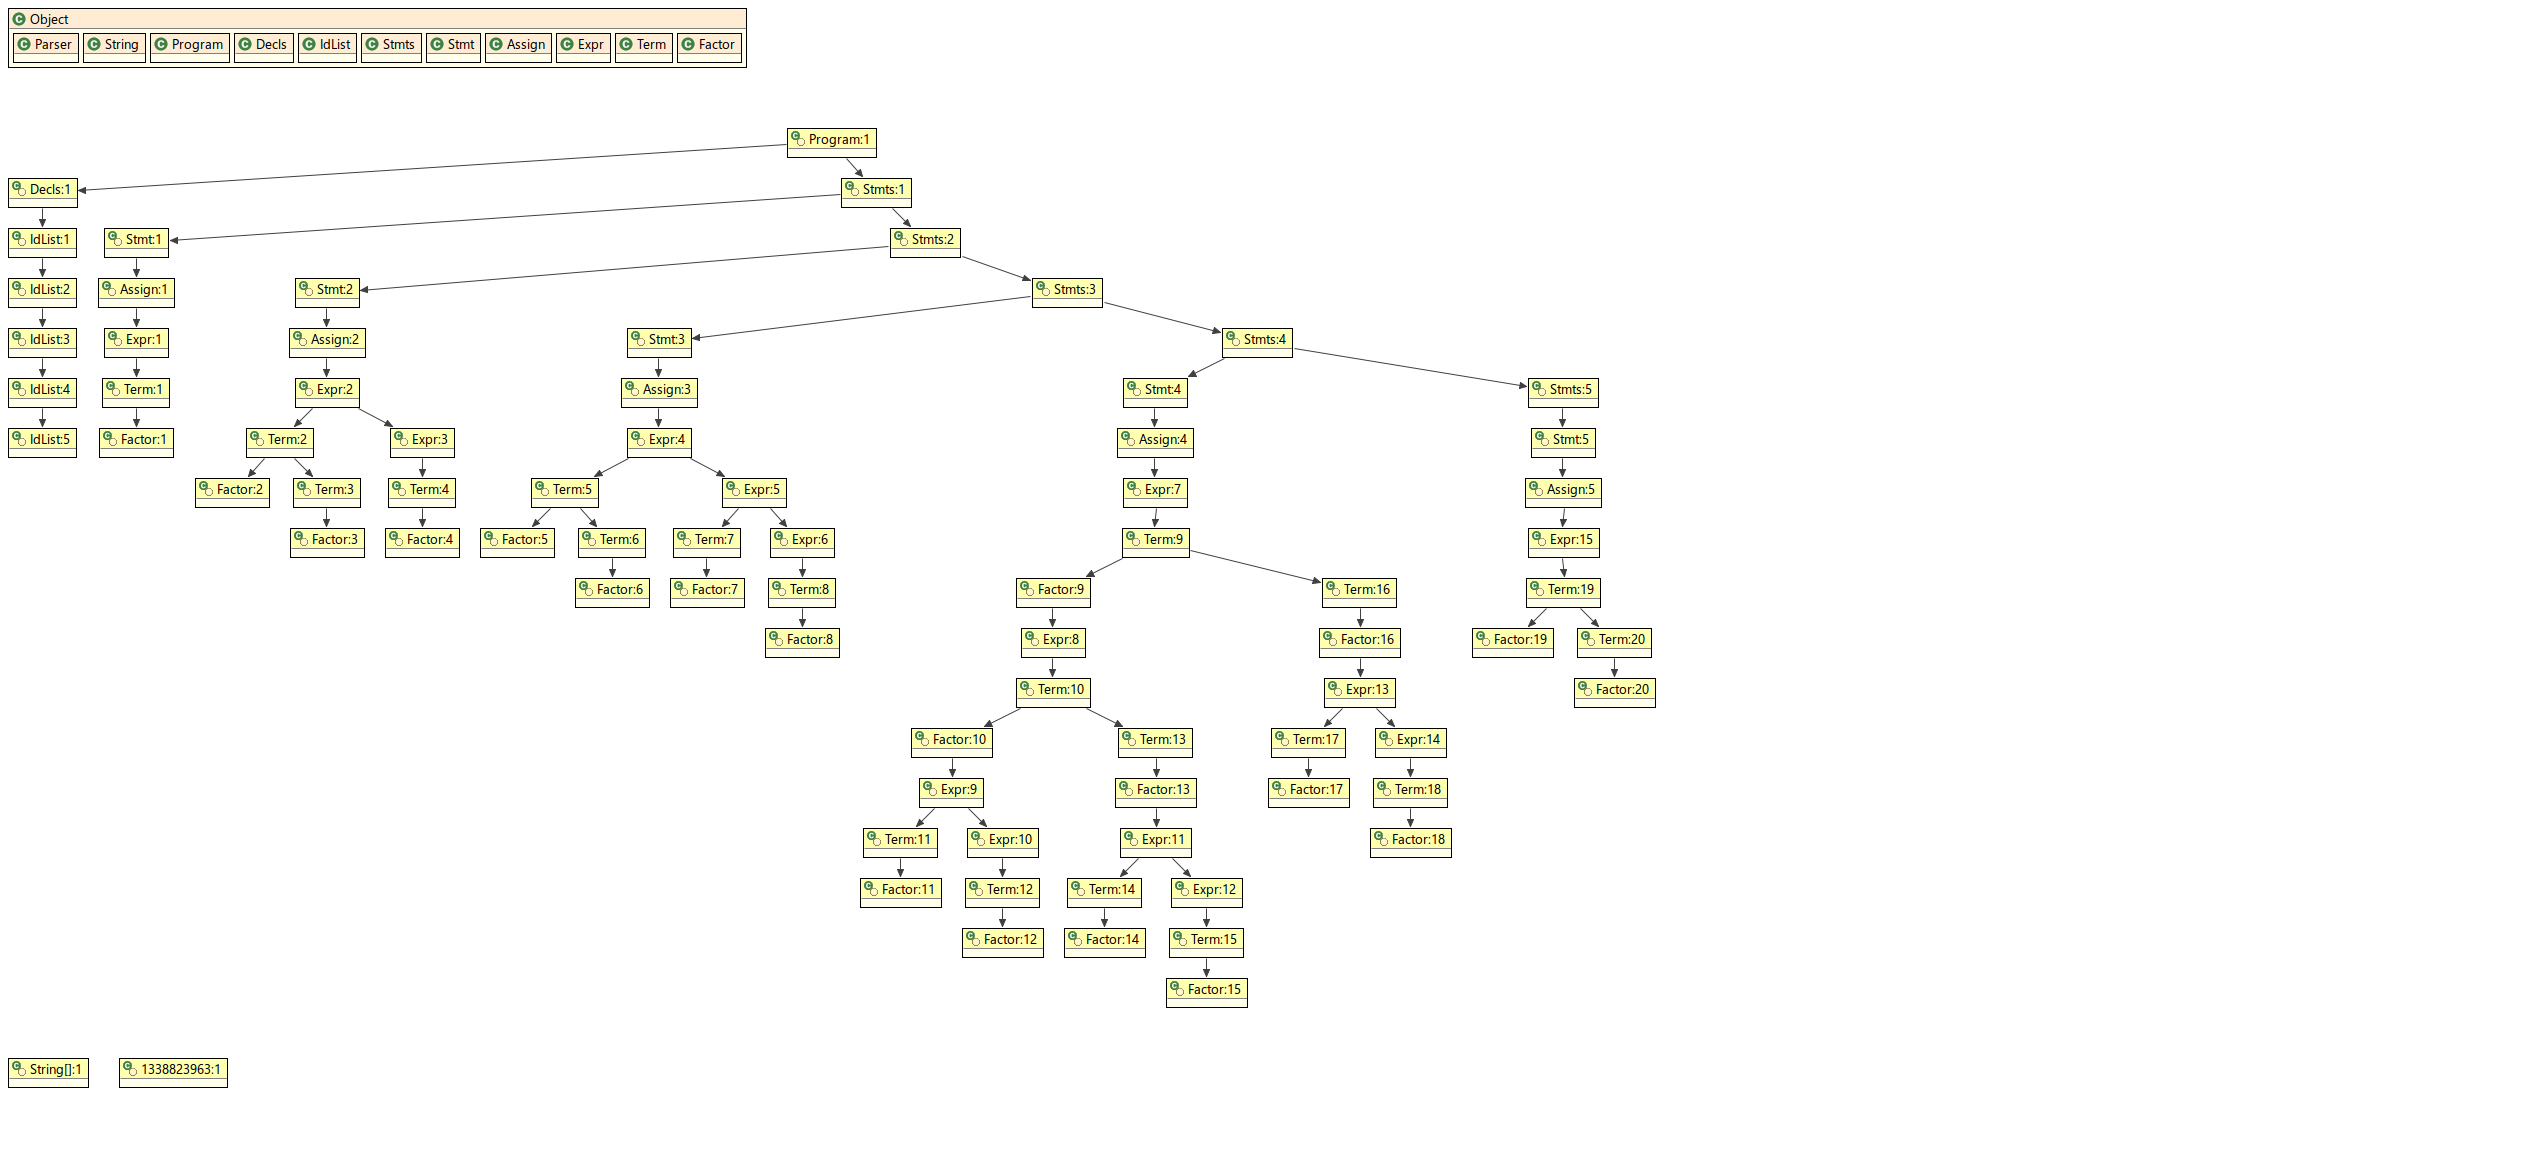 Object
Parser String Program Decls IdList Stmts Stmt Assign Expr Term Factor
Program:1
Decls:1 Stmts:1
IdList:1 Stmt:1 Stmts:2
IdList:2 Assign:1 Stmt:2 Stmts:3
IdList:3 Expr:1 Assign:2 Stmt:3 Stmts:4
IdList:4 Term:1 Expr:2 Assign:3 Stmt:4 Stmts:5
IdList:5 Factor:1 Term:2 Expr:3 Expr:4 Assign:4 Stmt:5
Factor:2 Term:3 Term:4 Term:5 Expr:5 Expr:7 Assign:5
Factor:3 Factor:4 Factor:5 Term:6 Term:7 Expr:6 Term:9 Expr:15
Factor:6 Factor:7 Term:8 Factor:9 Term:16 Term:19
Factor:8 Expr:8 Factor:16 Factor:19 Term:20
Term:10 Expr:13 Factor:20
Factor:10 Term:13 Term:17 Expr:14
Expr:9 Factor:13 Factor:17 Term:18
Term:11 Expr:10 Expr:11 Factor:18
Factor:11 Term:12 Term:14 Expr:12
Factor:12 Factor:14 Term:15
Factor:15
String[]:1 1338823963:1